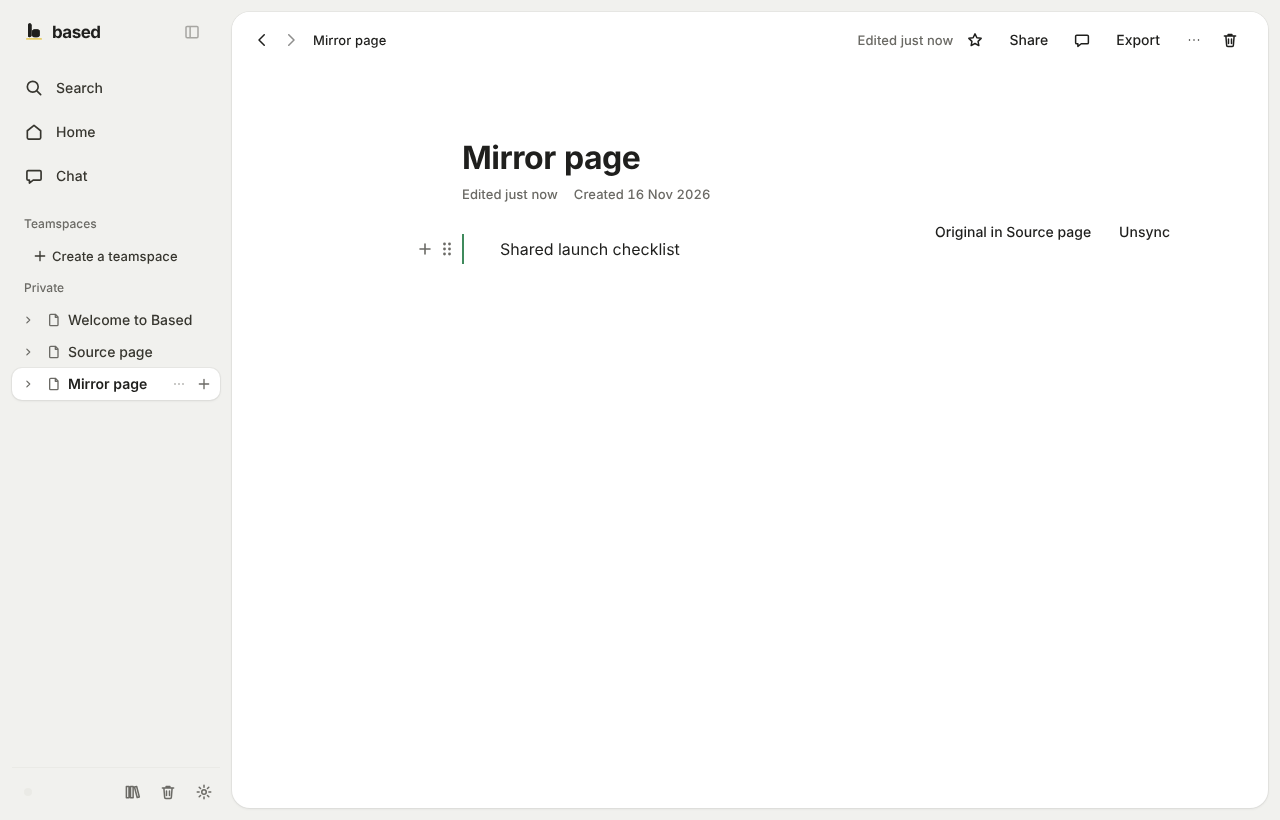 based
Search
Home
Chat
Teamspaces
Create a teamspace
Private
Welcome to Based
Source page
Mirror page
Mirror page
Edited just now
Share
Export
Mirror page
Edited just now Created 16 Nov 2026
Original in Source page Unsync
Shared launch checklist